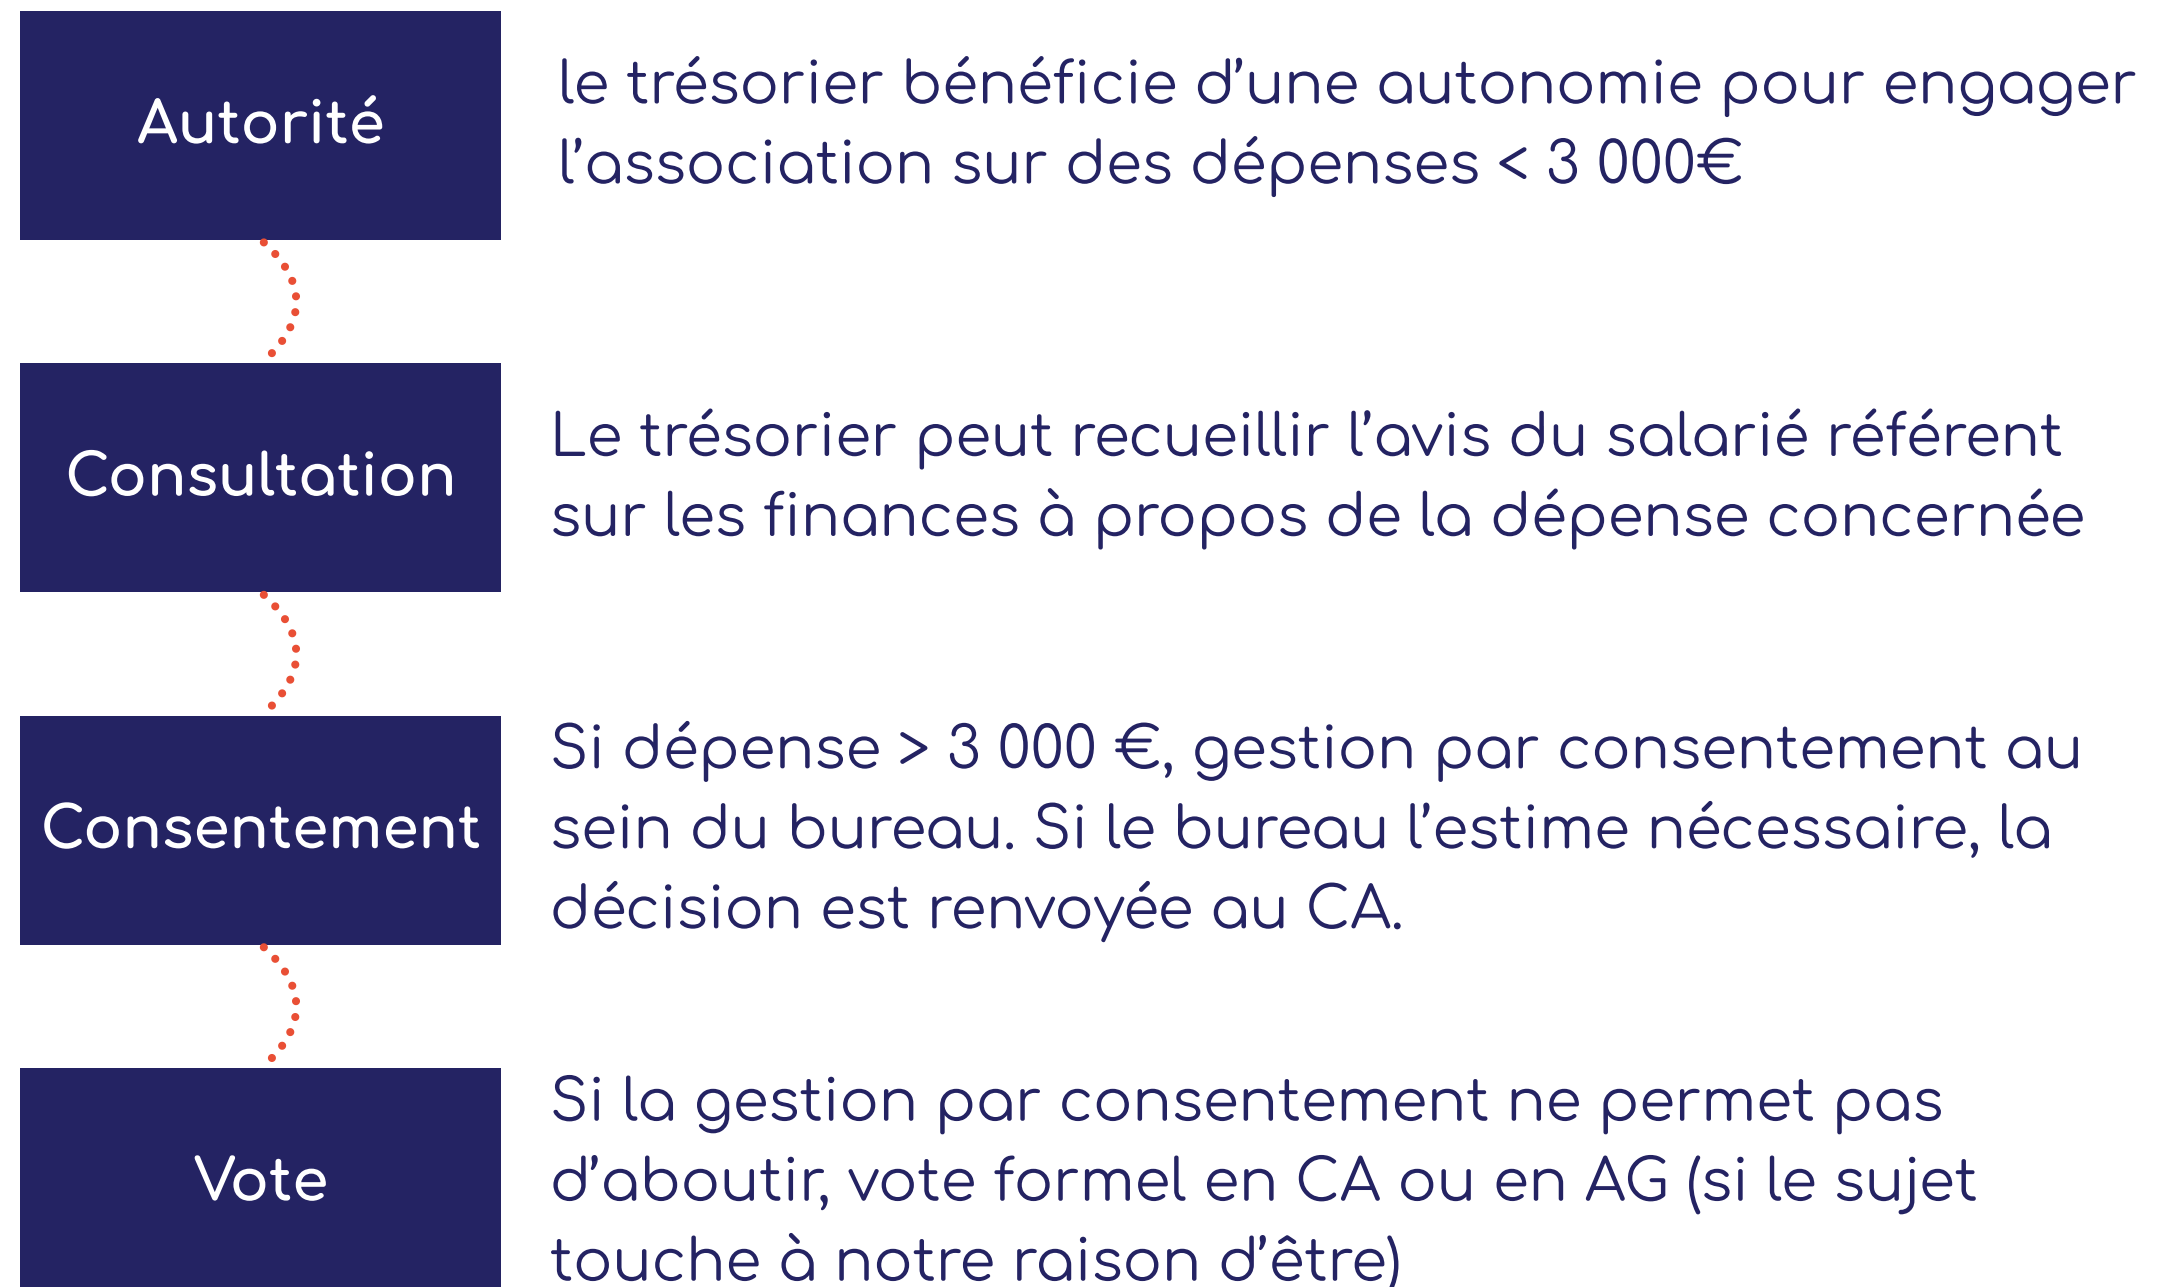 Autorité
le trésorier bénéficie d’une autonomie pour engager
l’association sur des dépenses < 3 000€
Consultation
Le trésorier peut recueillir l’avis du salarié référent
sur les finances à propos de la dépense concernée
Consentement
Si dépense > 3 000 €, gestion par consentement au
sein du bureau. Si le bureau l’estime nécessaire, la
décision est renvoyée au CA.
Vote
Si la gestion par consentement ne permet pas
d’aboutir, vote formel en CA ou en AG (si le sujet
touche à notre raison d’être)